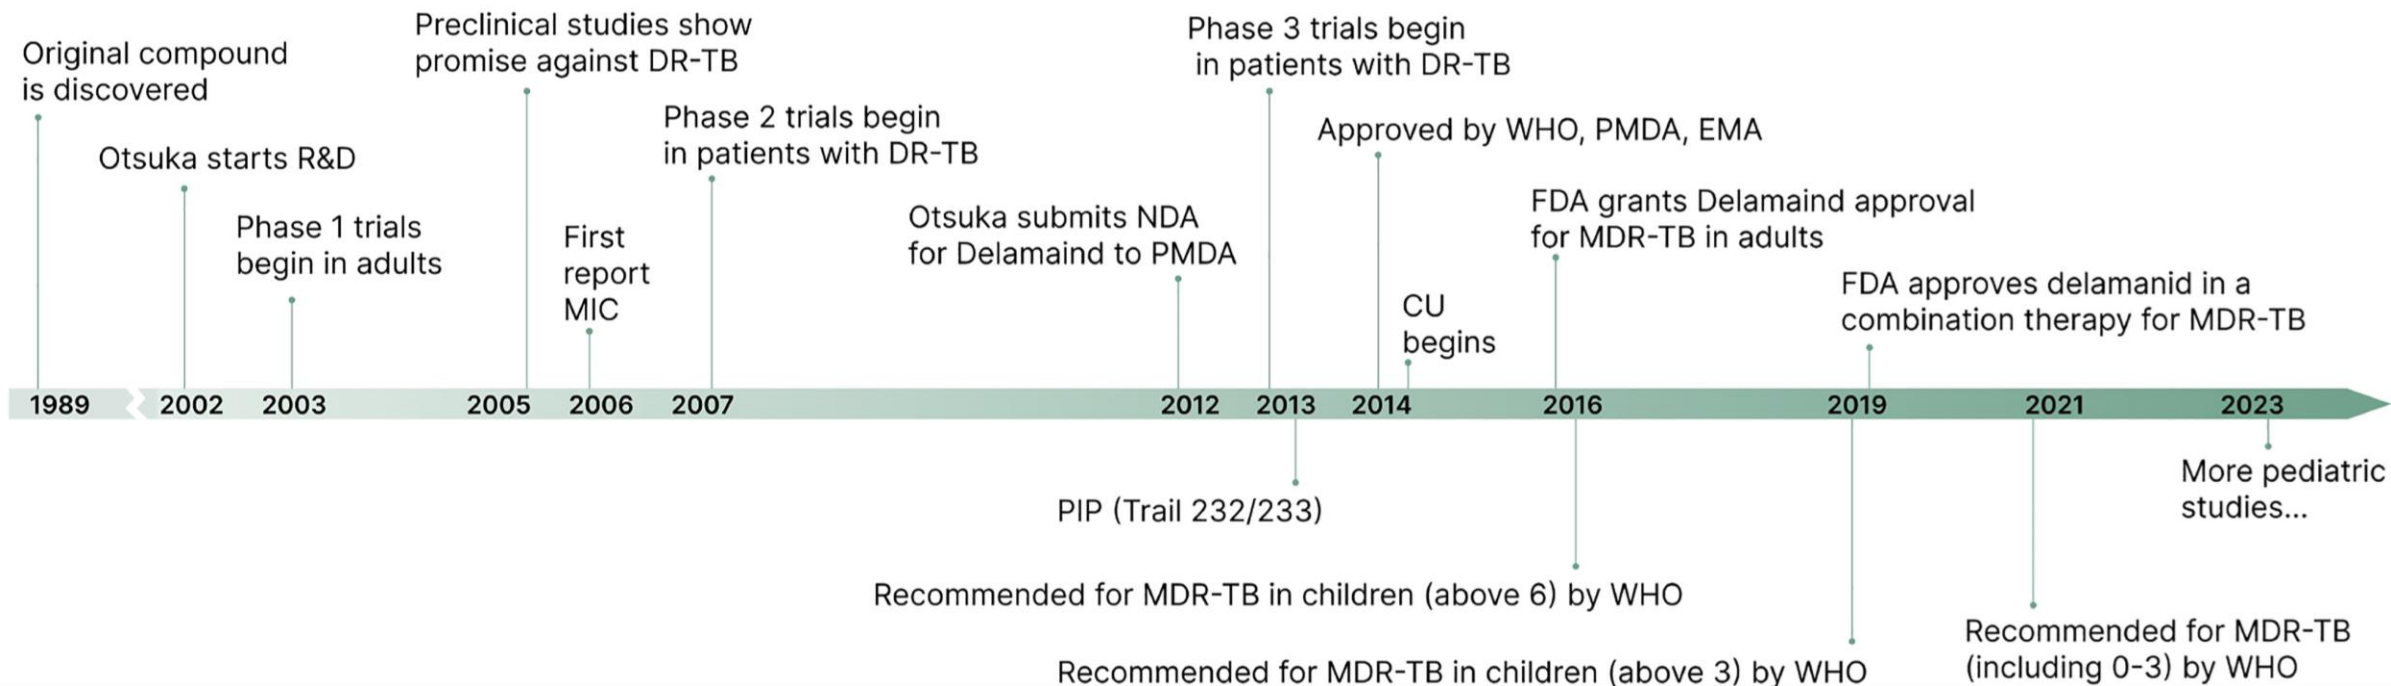 Original compound
is discovered
Otsuka starts R&D
Phase 1 trials
begin in adults
Preclinical studies show
promise against DR-TB
First
report
MIC
Phase 2 trials begin
in patients with DR-TB
Otsuka submits NDA
for Delamaind to PMDA
Phase 3 trials begin
in patients with DR-TB
Approved by WHO, PMDA, EMA
CU
begins
FDA grants Delamaind approval
for MDR-TB in adults
FDA approves delamanid in a
combination therapy for MDR-TB
1989 2002 2003 2005 2006 2007 2012 2013 2014 2016 2019 2021 2023
PIP (Trail 232/233)
Recommended for MDR-TB in children (above 6) by WHO
Recommended for MDR-TB in children (above 3) by WHO
Recommended for MDR-TB
(including 0-3) by WHO
More pediatric
studies...